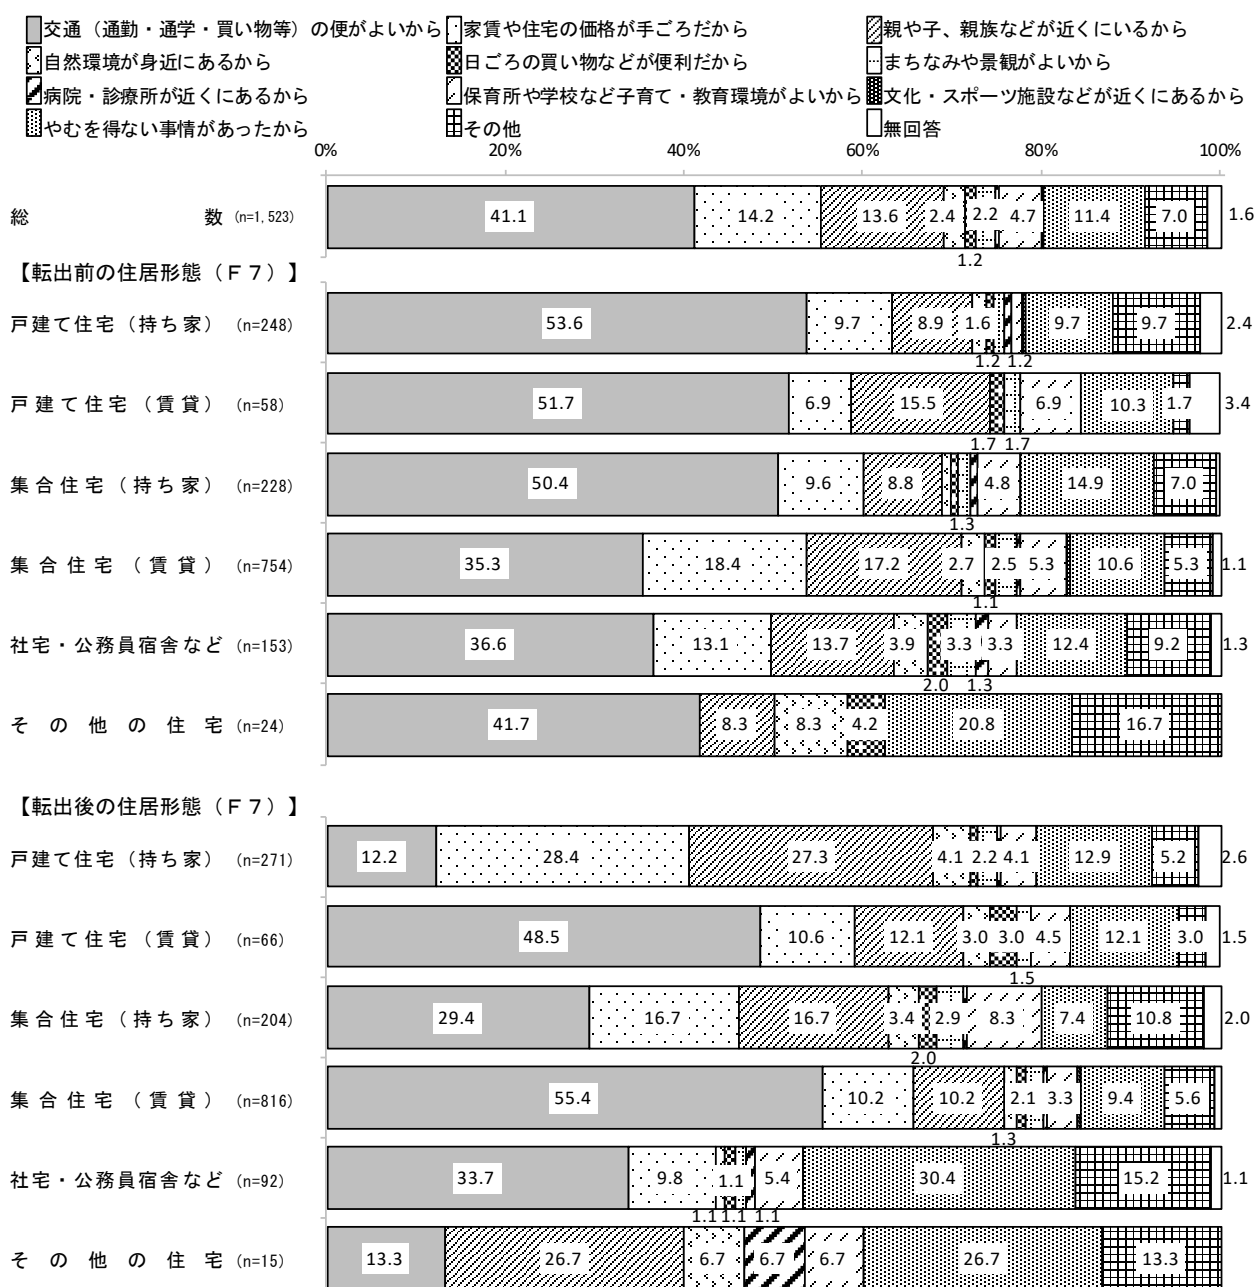 交通（通勤・通学・買い物等）の便がよいから 家賃や住宅の価格が手ごろだから 親や子、親族などが近くにいるから
自然環境が身近にあるから 日ごろの買い物などが便利だから まちなみや景観がよいから
病院・診療所が近くにあるから 保育所や学校など子育て・教育環境がよいから 文化・スポーツ施設などが近くにあるから
やむを得ない事情があったから その他 無回答
0% 20% 40% 60% 80% 100%
総 数 (n=1,523) 41.1 14.2 13.6 2.4 2.2 4.7 11.4 7.0 1.6
1.2
【転出前の住居形態（Ｆ７）】
戸建て住宅（持ち家） (n=248) 53.6 9.7 8.9 1.6 9.7 9.7 2.4
1.2 1.2
戸建て住宅（賃貸） (n=58) 51.7 6.9 15.5 6.9 10.3 1.7 3.4
1.7 1.7
集合住宅（持ち家） (n=228) 50.4 9.6 8.8 4.8 14.9 7.0
1.3
集合住宅（賃貸） (n=754) 35.3 18.4 17.2 2.7 2.5 5.3 10.6 5.3 1.1
1.1
社宅・公務員宿舎など (n=153) 36.6 13.1 13.7 3.9 3.3 3.3 12.4 9.2 1.3
2.0 1.3
その他の住宅 (n=24) 41.7 8.3 8.3 4.2 20.8 16.7
【転出後の住居形態（Ｆ７）】
戸建て住宅（持ち家） (n=271) 12.2 28.4 27.3 4.1 2.2 4.1 12.9 5.2 2.6
戸建て住宅（賃貸） (n=66) 48.5 10.6 12.1 3.0 3.0 4.5 12.1 3.0 1.5
1.5
集合住宅（持ち家） (n=204) 29.4 16.7 16.7 3.4 2.9 8.3 7.4 10.8 2.0
2.0
集合住宅（賃貸） (n=816) 55.4 10.2 10.2 2.1 3.3 9.4 5.6
1.3
社宅・公務員宿舎など (n=92) 33.7 9.8 1.1 5.4 30.4 15.2 1.1
1.1 1.1 1.1
その他の住宅 (n=15) 13.3 26.7 6.7 6.7 6.7 26.7 13.3